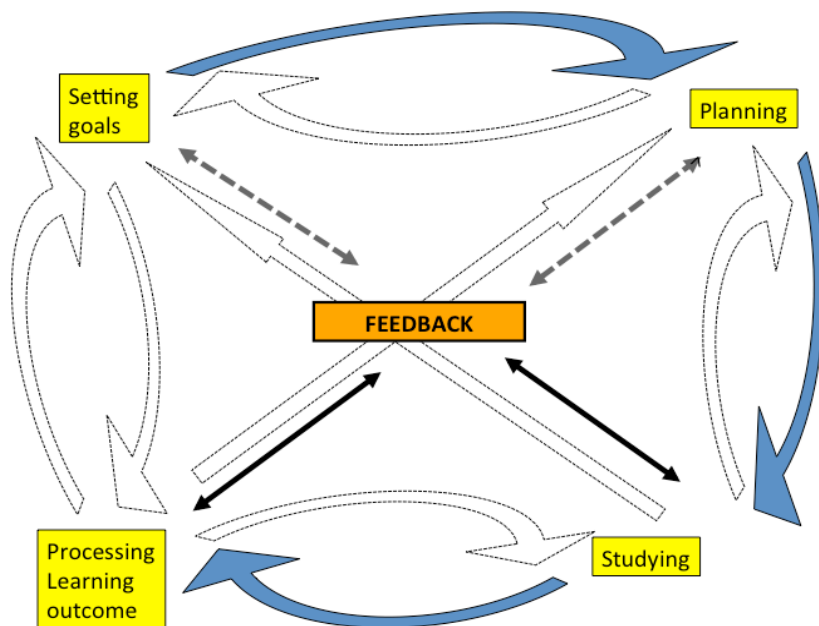 Setting
goals
Planning
FEEDBACK
Processing
Learning
outcome
Studying